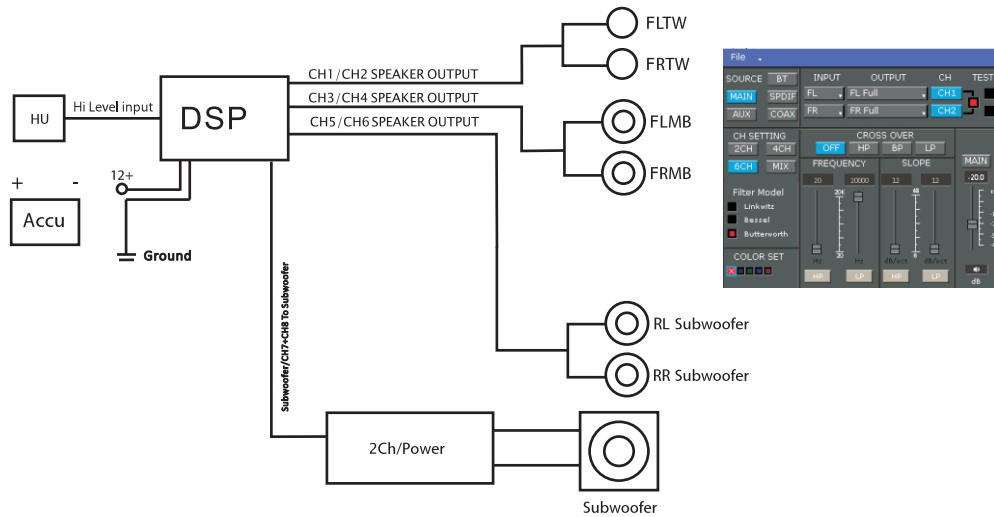 FLTW
FRTW
CH1/CH2 SPEAKER OUTPUT
CH3/CH4 SPEAKER OUTPUT
CH5/CH6 SPEAKER OUTPUT
Hi Level input
HU
DSP
FLMB
FRMB
12+
+ -
Accu
Ground
Subwoofer/CH7+CH8 To Subwoofer
RL Subwoofer
RR Subwoofer
2Ch/Power
Subwoofer
File
SOURCE BT
MAIN SPDIF
AUX COAX
INPUT OUTPUT CH TEST
FL FL Full CH1
FR FR Full CH2
CH SETTING
2CH 4CH
6CH MIX
CROSS OVER
OFF HP BP LP
FREQUENCY SLOPE
20 20000 12 12
20K 48
20 6
Hz Hz dB/oct dB/oct
HP LP HP LP
MAIN
-20.0
dB
Filter Model
Linkwitz
Bessel
Butterworth
COLOR SET